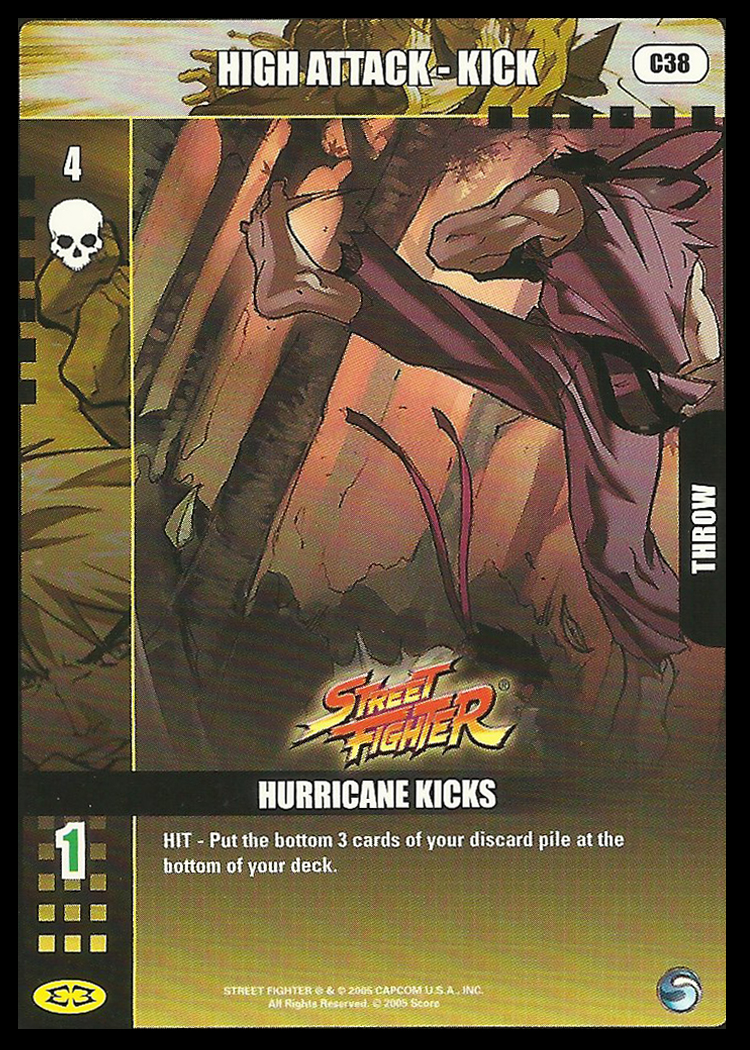 HIGH ATTACK - KICK
C38
4
THROW
STREET
FIGHTER®
HURRICANE KICKS
1
HIT - Put the bottom 3 cards of your discard pile at the
bottom of your deck.
STREET FIGHTER ® & © 2005 CAPCOM U.S.A., INC.
All Rights Reserved. © 2005 Score